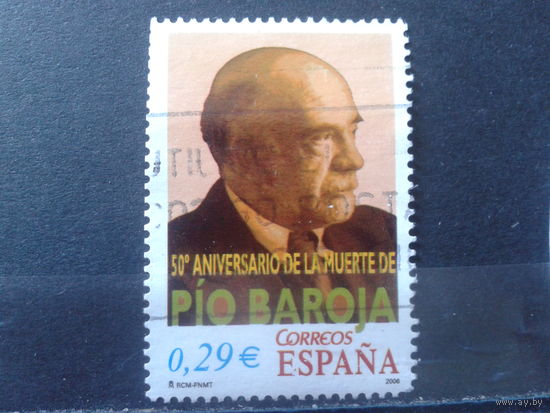 50º ANIVERSARIO DE LA MUERTE DE
PÍO BAROJA
0,29 € CORREOS
ESPAÑA
RCM-FNMT 2006
www.ay.by